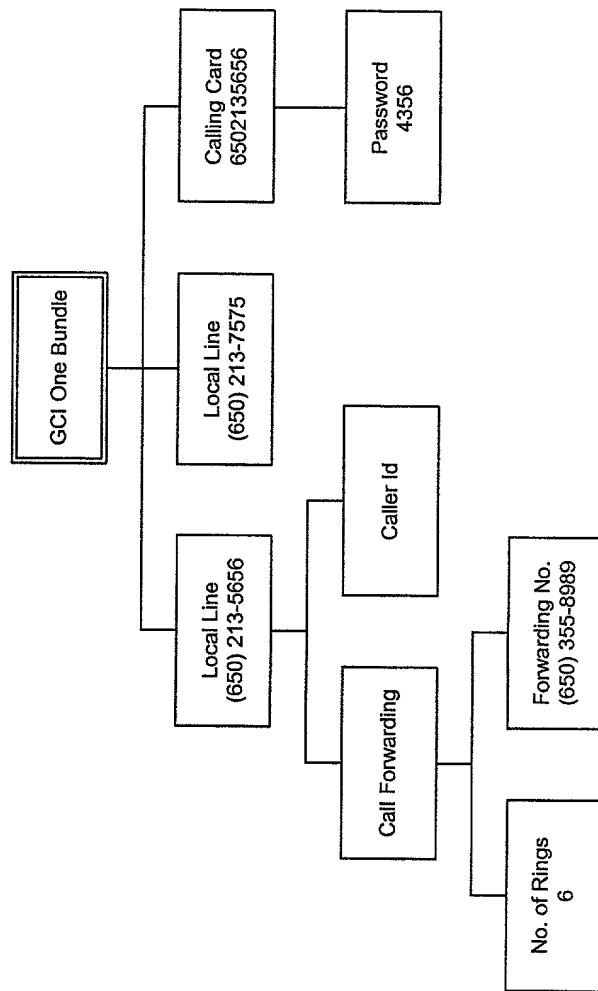 GCI One Bundle
Local Line
(650) 213-5656
Local Line
(650) 213-7575
Calling Card
6502135656
Call Forwarding
Caller Id
Password
4356
No. of Rings
6
Forwarding No.
(650) 355-8989